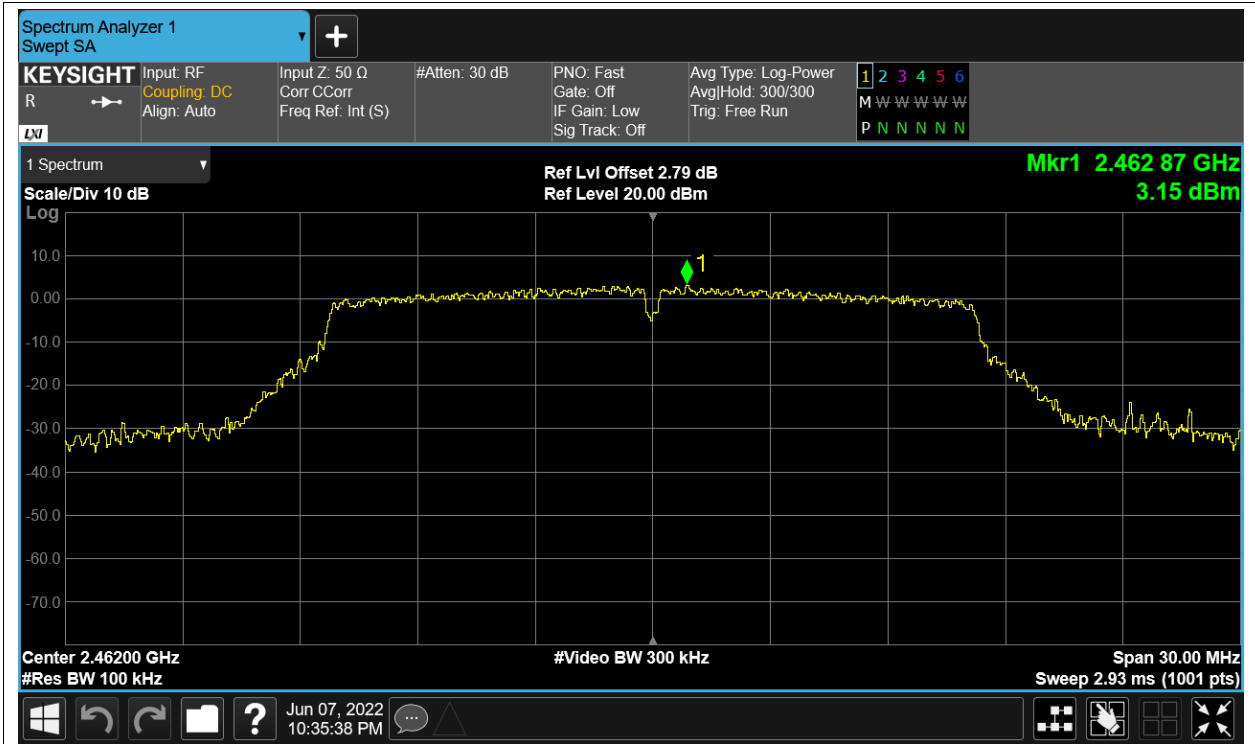 Spectrum Analyzer 1
Swept SA
KEYSIGHT
R
LXI
Input: RF
Coupling: DC
Align: Auto
Input Z: 50 Ω
Corr CCorr
Freq Ref: Int (S)
#Atten: 30 dB
PNO: Fast
Gate: Off
IF Gain: Low
Sig Track: Off
Avg Type: Log-Power
Avg|Hold: 300/300
Trig: Free Run
1 2 3 4 5 6
M W W W W W
P N N N N N
1 Spectrum
Scale/Div 10 dB
Log
Ref Lvl Offset 2.79 dB
Ref Level 20.00 dBm
Mkr1 2.462 87 GHz
3.15 dBm
1
10.0
0.00
-10.0
-20.0
-30.0
-40.0
-50.0
-60.0
-70.0
Center 2.46200 GHz
#Res BW 100 kHz
#Video BW 300 kHz
Span 30.00 MHz
Sweep 2.93 ms (1001 pts)
?
Jun 07, 2022
10:35:38 PM